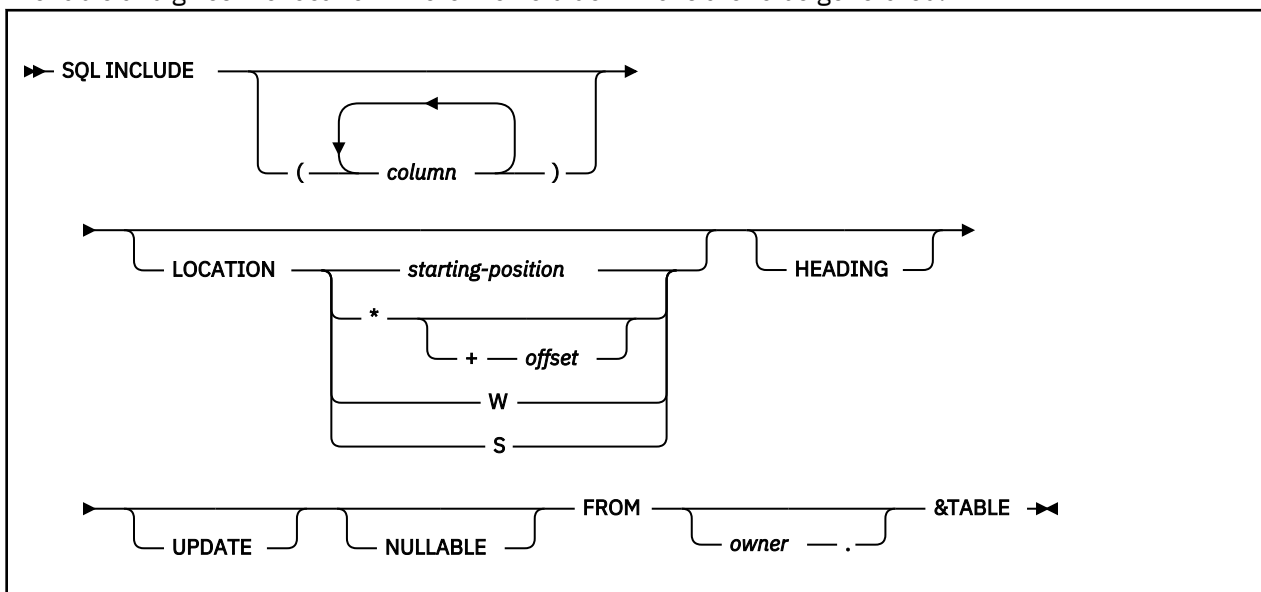 SQL INCLUDE
( column )
LOCATION starting-position HEADING
*
+ offset
W
S
FROM &TABLE
UPDATE NULLABLE owner .